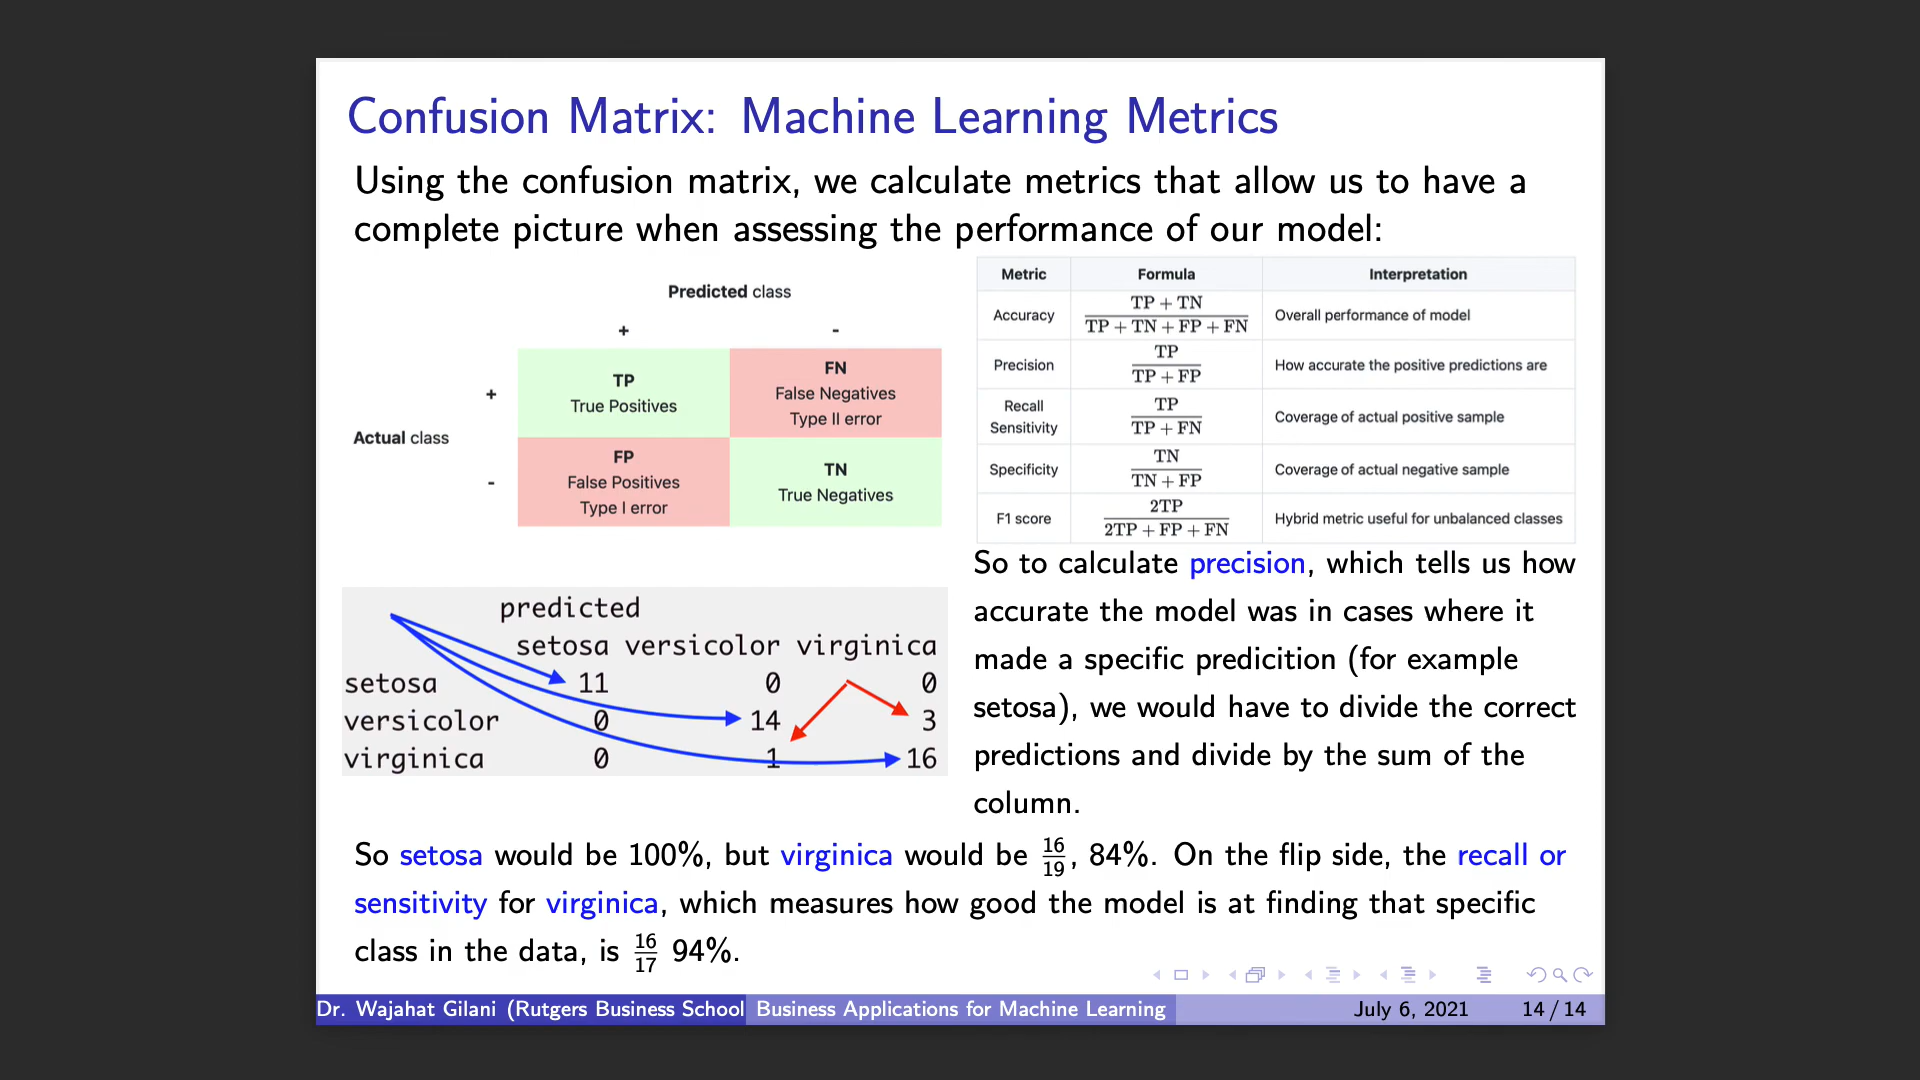 Confusion Matrix: Machine Learning Metrics
Using the confusion matrix, we calculate metrics that allow us to have a
complete picture when assessing the performance of our model:
Predicted class
+ -
+ TP True Positives FN False Negatives Type II error
Actual class
- FP False Positives Type I error TN True Negatives
Metric Formula Interpretation
Accuracy TP + TN / TP + TN + FP + FN Overall performance of model
Precision TP / TP + FP How accurate the positive predictions are
Recall Sensitivity TP / TP + FN Coverage of actual positive sample
Specificity TN / TN + FP Coverage of actual negative sample
F1 score 2TP / 2TP + FP + FN Hybrid metric useful for unbalanced classes
predicted
setosa versicolor virginica
setosa 11 0 0
versicolor 0 14 3
virginica 0 1 16
So to calculate precision, which tells us how
accurate the model was in cases where it
made a specific predicition (for example
setosa), we would have to divide the correct
predictions and divide by the sum of the
column.
So setosa would be 100%, but virginica would be 16/19, 84%. On the flip side, the recall or
sensitivity for virginica, which measures how good the model is at finding that specific
class in the data, is 16/17 94%.
Dr. Wajahat Gilani (Rutgers Business School Business Applications for Machine Learning July 6, 2021 14 / 14